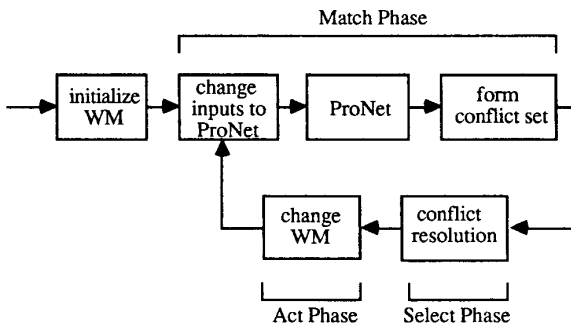 Match Phase
initialize
WM
change
inputs to
ProNet
ProNet
form
conflict set
change
WM
conflict
resolution
Act Phase
Select Phase